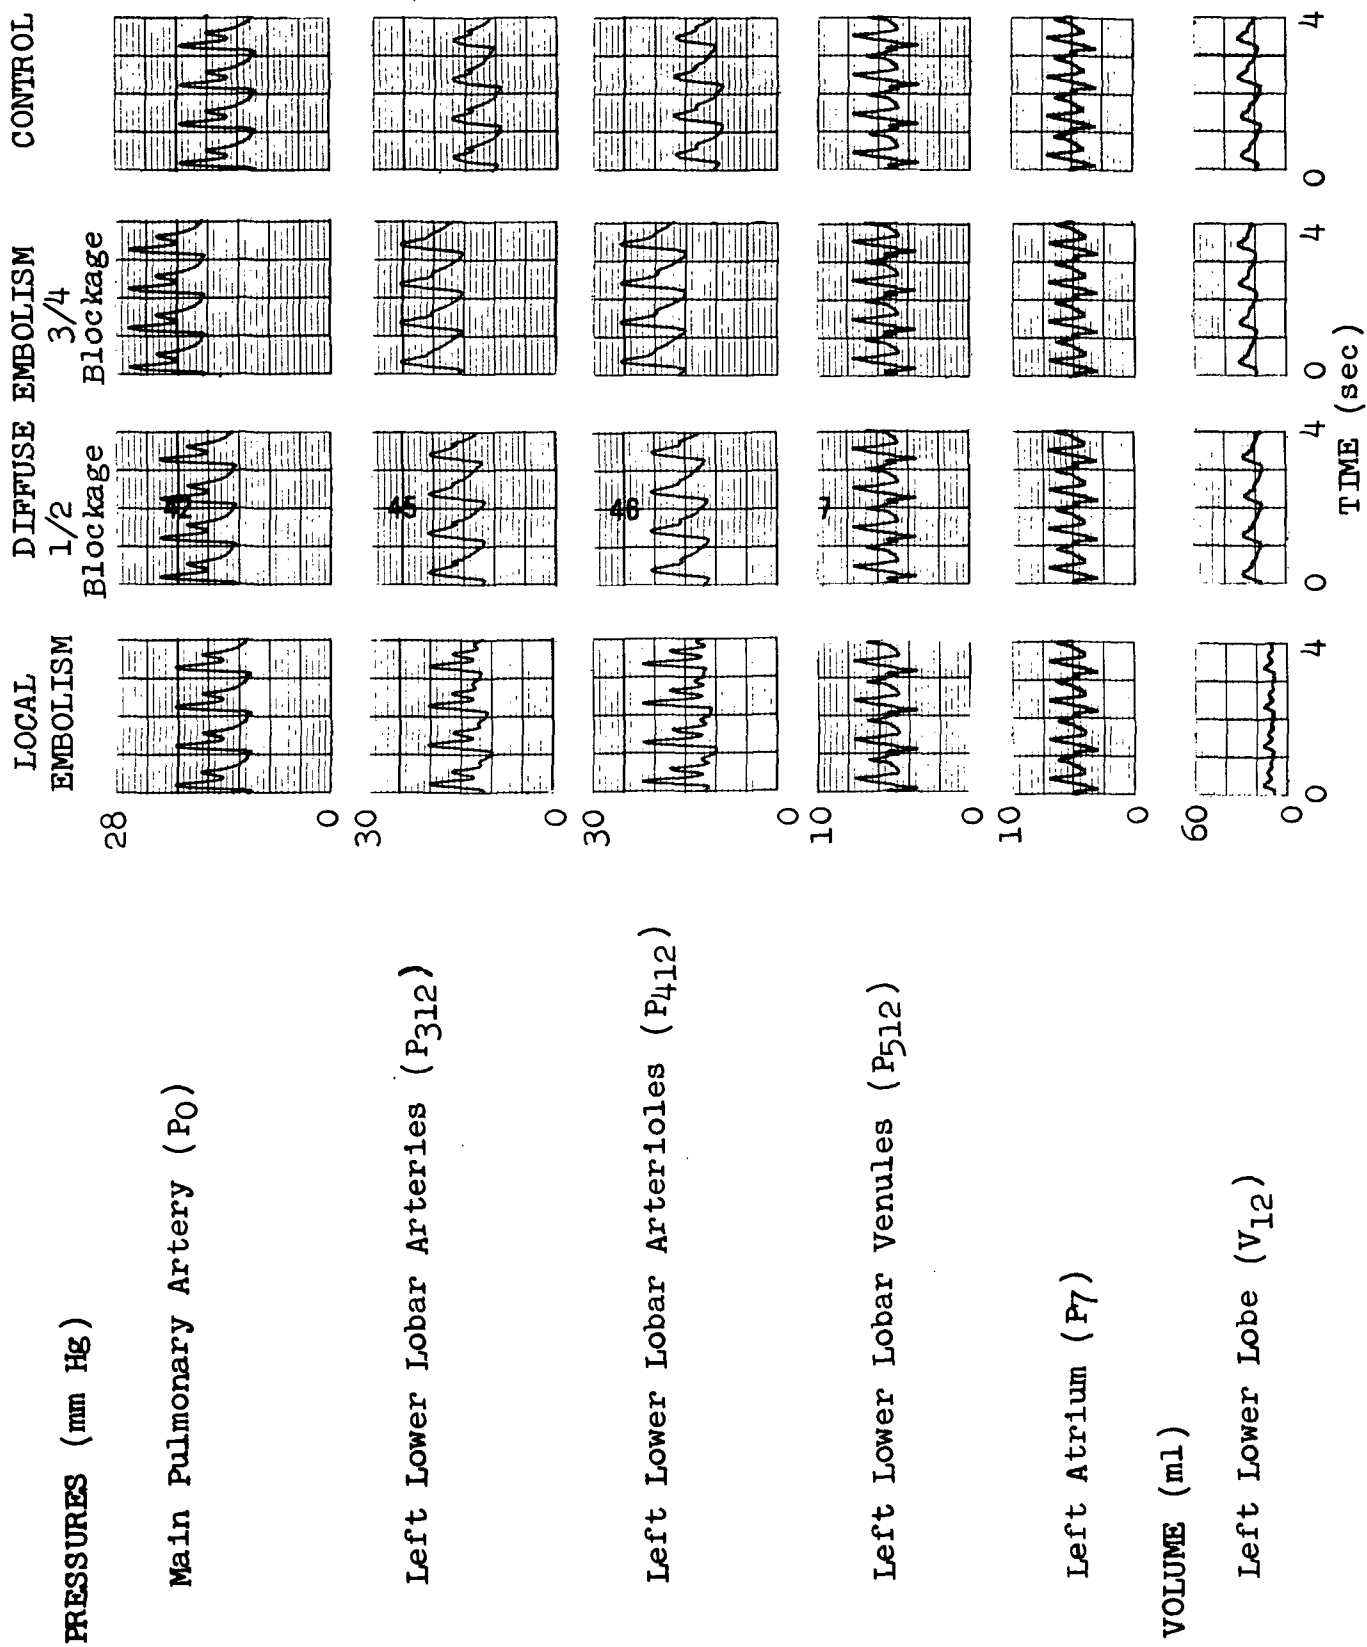 LOCAL EMBOLISM
DIFFUSE EMBOLISM
1/2 Blockage
3/4 Blockage
CONTROL
PRESSURES (mm Hg)
Main Pulmonary Artery (P0)
28
0
Left Lower Lobar Arteries (P312)
30
0
45
Left Lower Lobar Arterioles (P412)
30
0
46
Left Lower Lobar Venules (P512)
10
0
7
Left Atrium (P7)
10
0
VOLUME (ml)
Left Lower Lobe (V12)
60
0
0 4 0 4 0 4 0 4
TIME (sec)